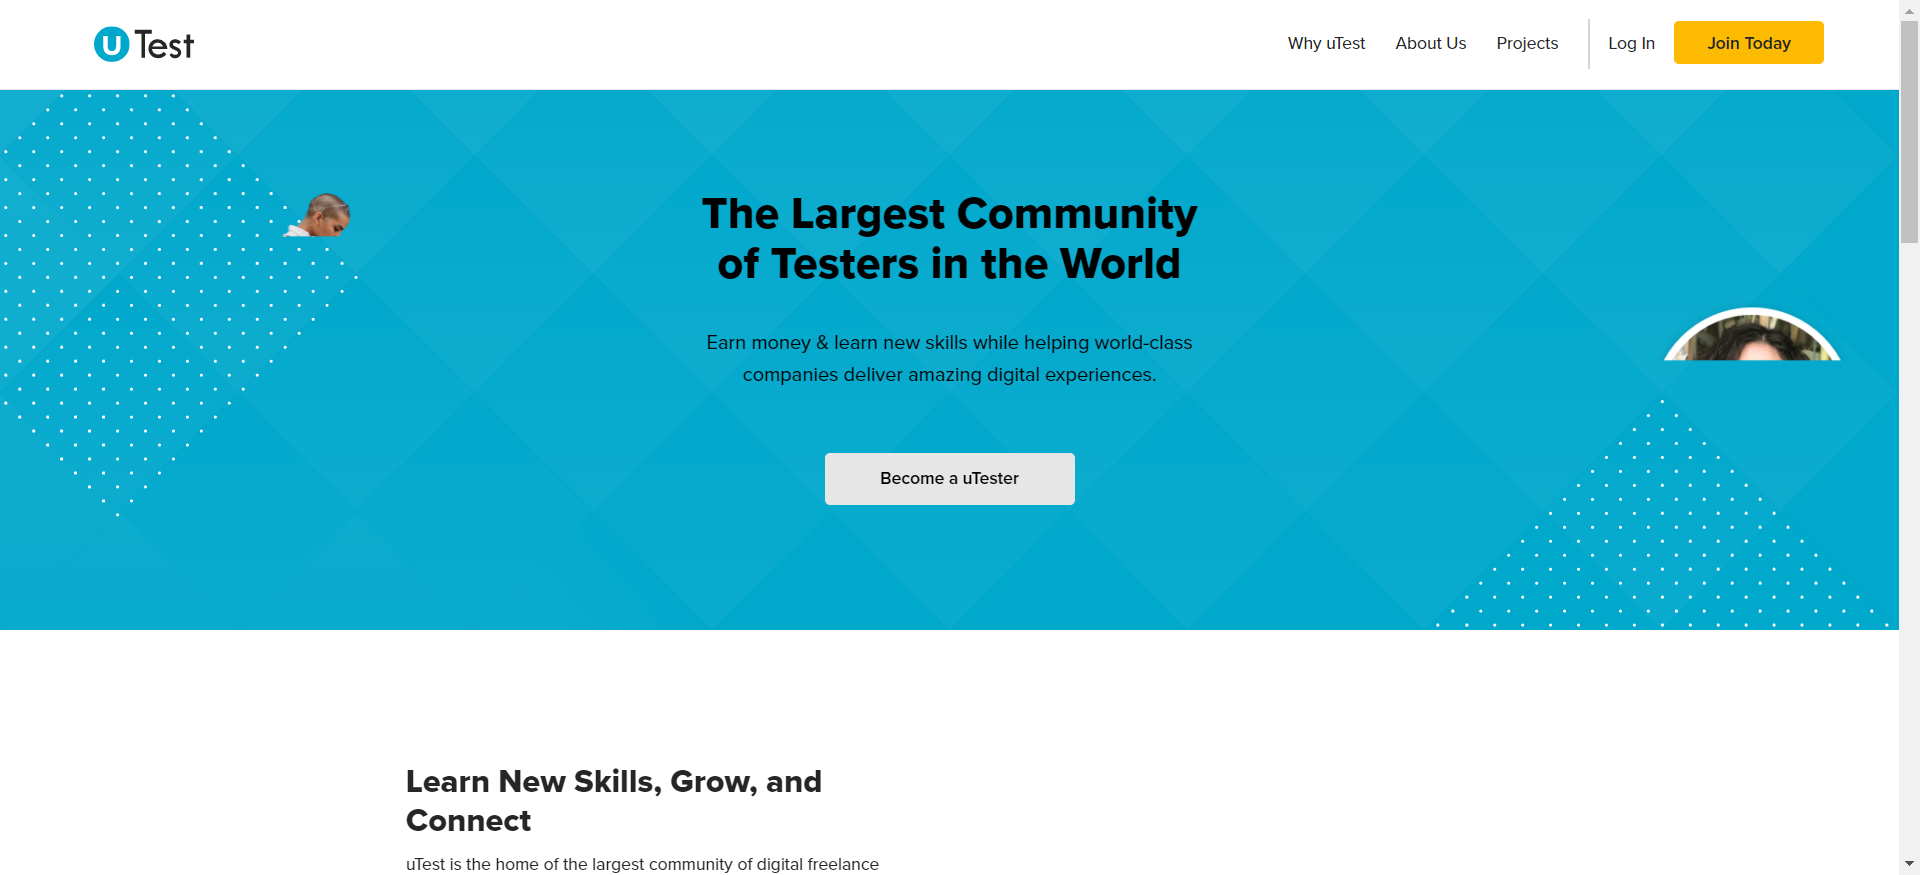 u Test
Why uTest
About Us
Projects
Log In
Join Today
The Largest Community
of Testers in the World
Earn money & learn new skills while helping world-class
companies deliver amazing digital experiences.
Become a uTester
Learn New Skills, Grow, and
Connect
uTest is the home of the largest community of digital freelance